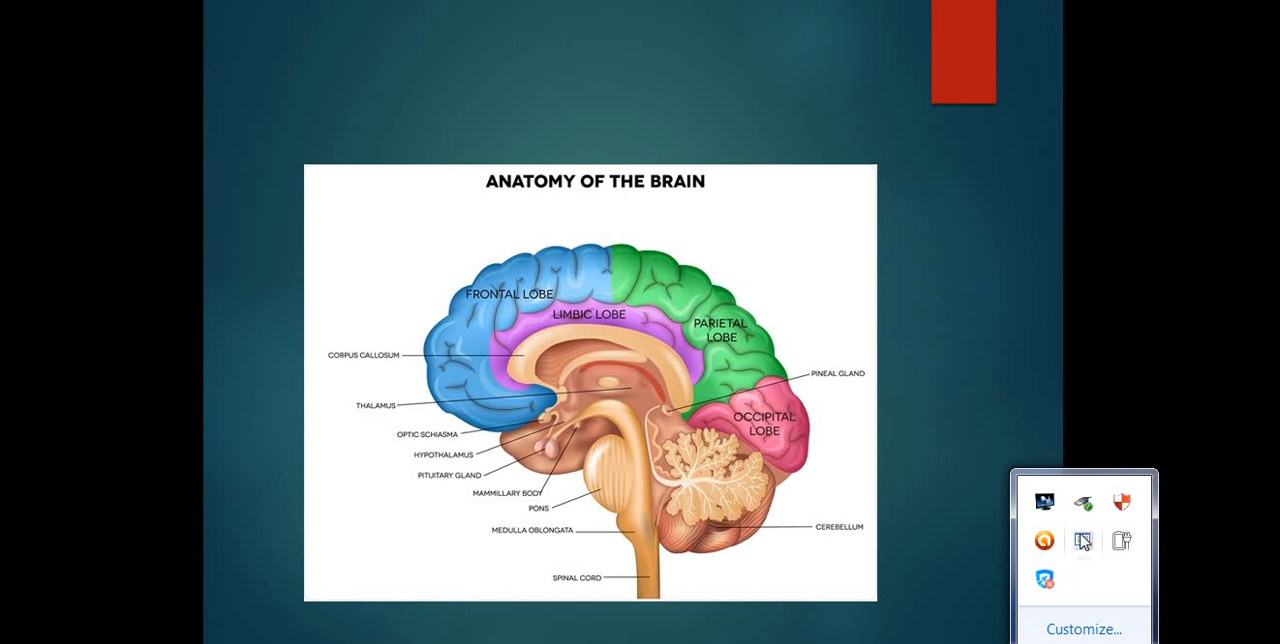 ANATOMY OF THE BRAIN
FRONTAL LOBE
LIMBIC LOBE
PARIETAL
LOBE
CORPUS CALLOSUM
PINEAL GLAND
THALAMUS
OCCIPITAL
LOBE
OPTIC SCHIASMA
HYPOTHALAMUS
PITUITARY GLAND
MAMMILLARY BODY
PONS
MEDULLA OBLONGATA
CEREBELLUM
SPINAL CORD
Customize...